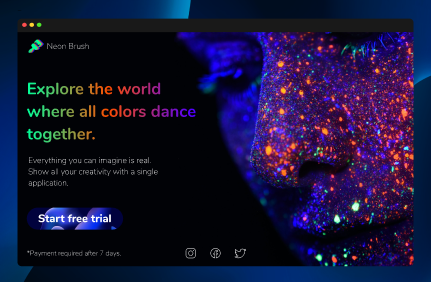 Neon Brush
Explore the world
where all colors dance
together.
Everything you can imagine is real.
Show all your creativity with a single
application.
Start free trial
*Payment required after 7 days.